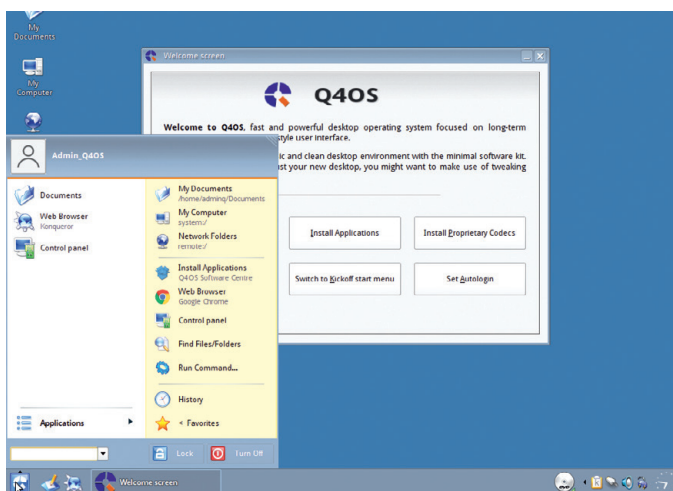 My
Documents
My
Computer
Welcome screen
Q4OS
Welcome to Q4OS, fast and powerful desktop operating system focused on long-term
style user interface.
ic and clean desktop environment with the minimal software kit.
ust your new desktop, you might want to make use of tweaking
Install Applications
Install Proprietary Codecs
Switch to Kickoff start menu
Set Autologin
Admin_Q4OS
Documents
Web Browser
Konqueror
Control panel
Applications
My Documents
/home/adminq/Documents
My Computer
system:/
Network Folders
remote:/
Install Applications
Q4OS Software Centre
Web Browser
Google Chrome
Control panel
Find Files/Folders
Run Command...
History
Favorites
Lock
Turn Off
Welcome screen